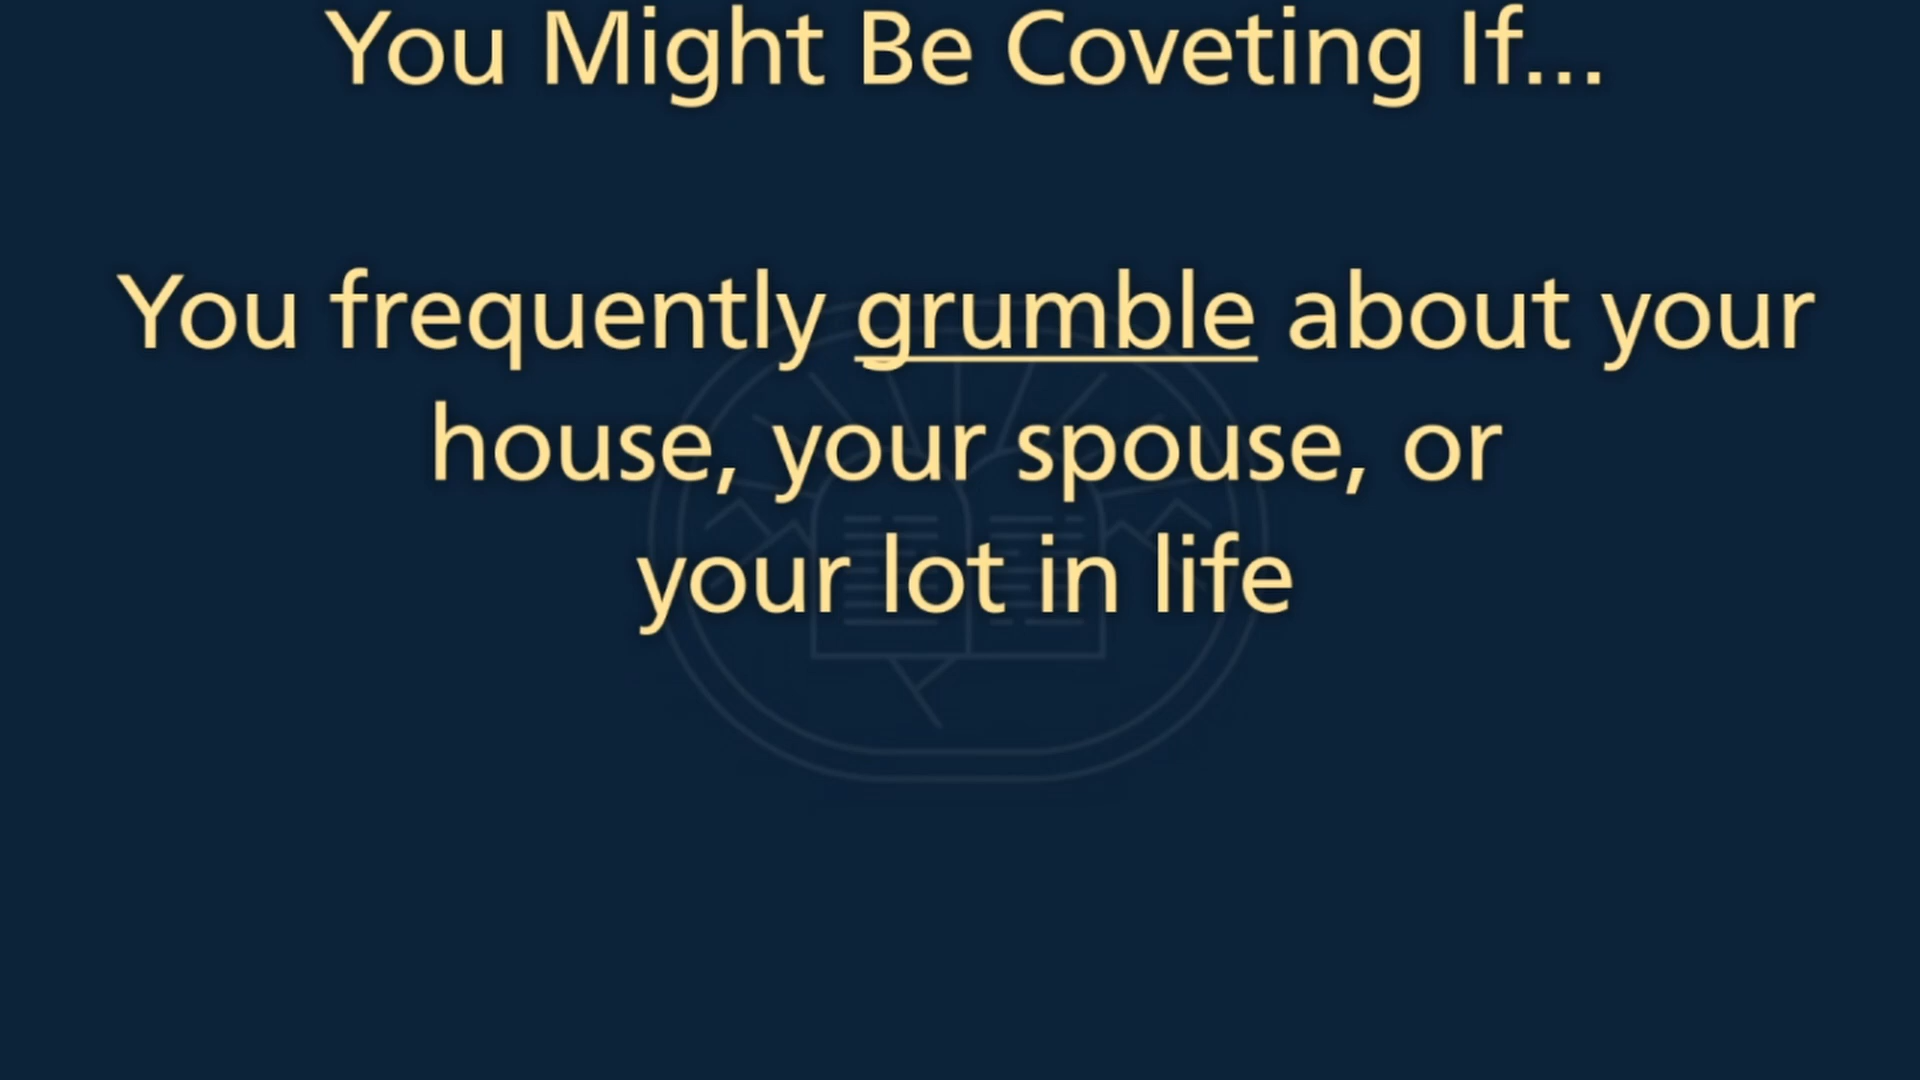 You Might Be Coveting If...
You frequently grumble about your
house, your spouse, or
your lot in life